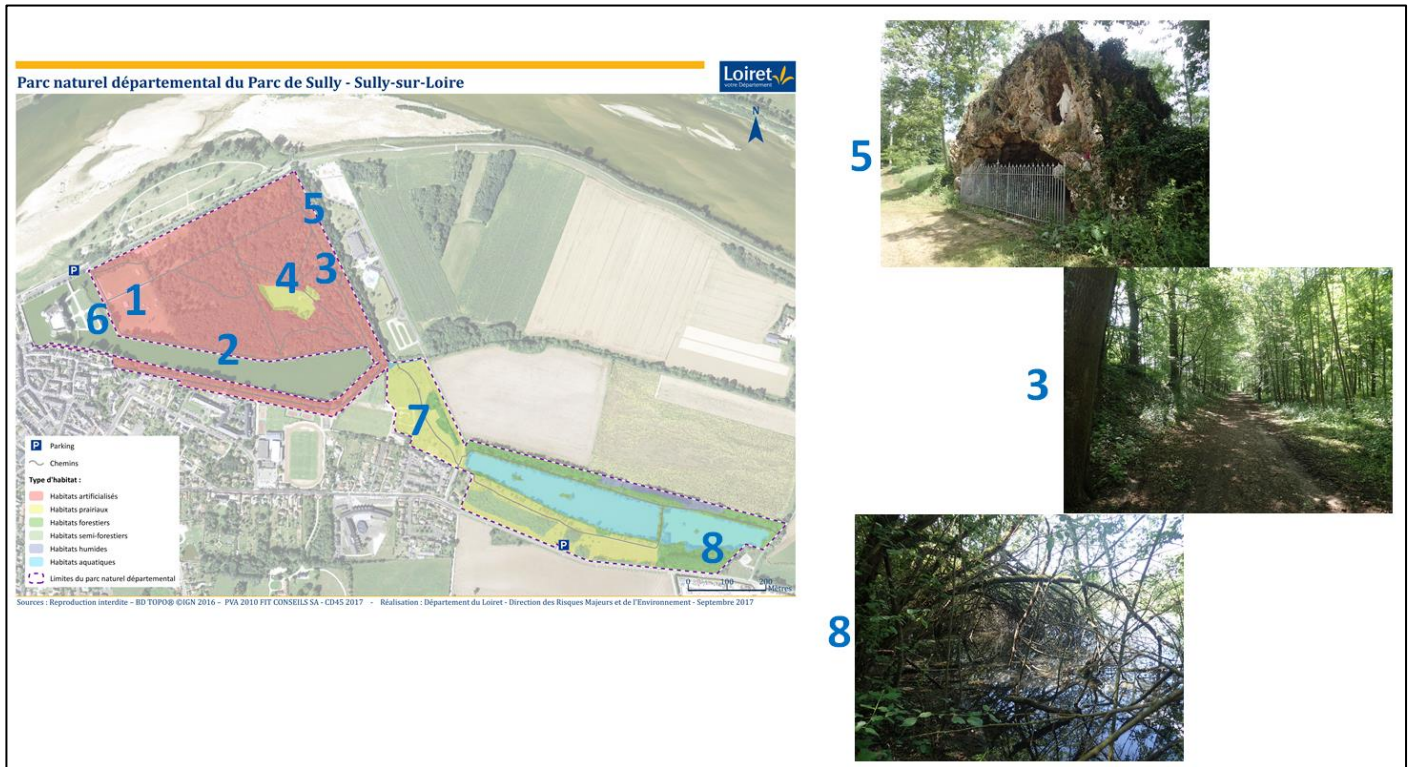 Parc naturel départemental du Parc de Sully - Sully-sur-Loire
Loiret
votre Département
N
5
3
4
P
1
6
2
7
8
P
P Parking
Chemins
Type d'habitat :
Habitats artificialisés
Habitats prairiaux
Habitats forestiers
Habitats semi-forestiers
Habitats humides
Habitats aquatiques
Limites du parc naturel départemental
0 100 200
Mètres
Sources : Reproduction interdite – BD TOPO® ©IGN 2016 – PVA 2010 FIT CONSEILS SA - CD45 2017 - Réalisation : Département du Loiret - Direction des Risques Majeurs et de l'Environnement - Septembre 2017
5
3
8